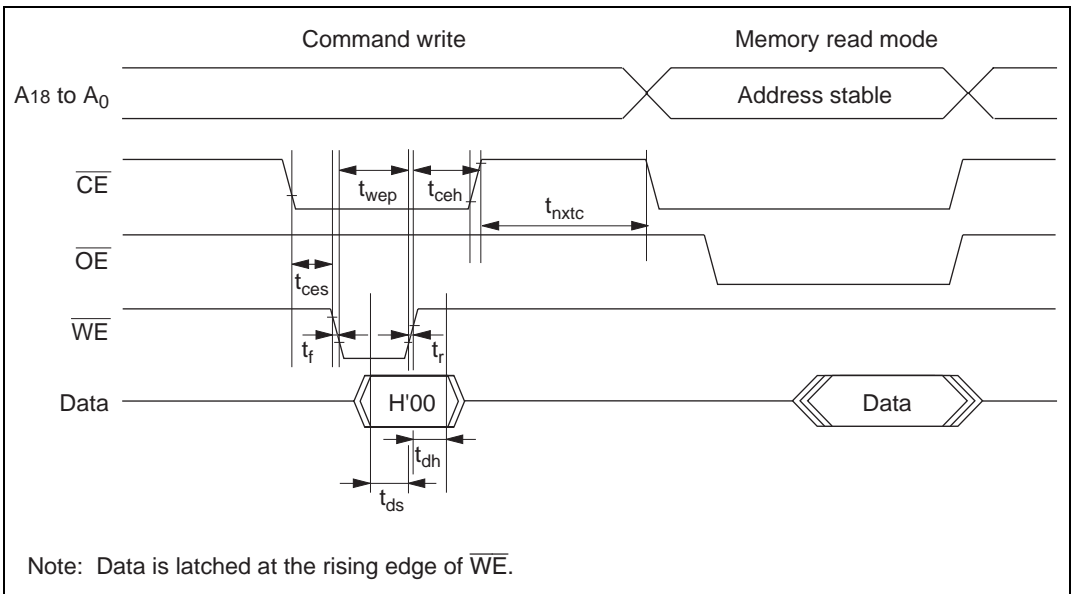 Command write Memory read mode
A18 to A0 Address stable
CE
twep tceh
tnxtc
OE
tces
WE
tf tr
Data H'00 Data
tdh
tds
Note: Data is latched at the rising edge of WE.